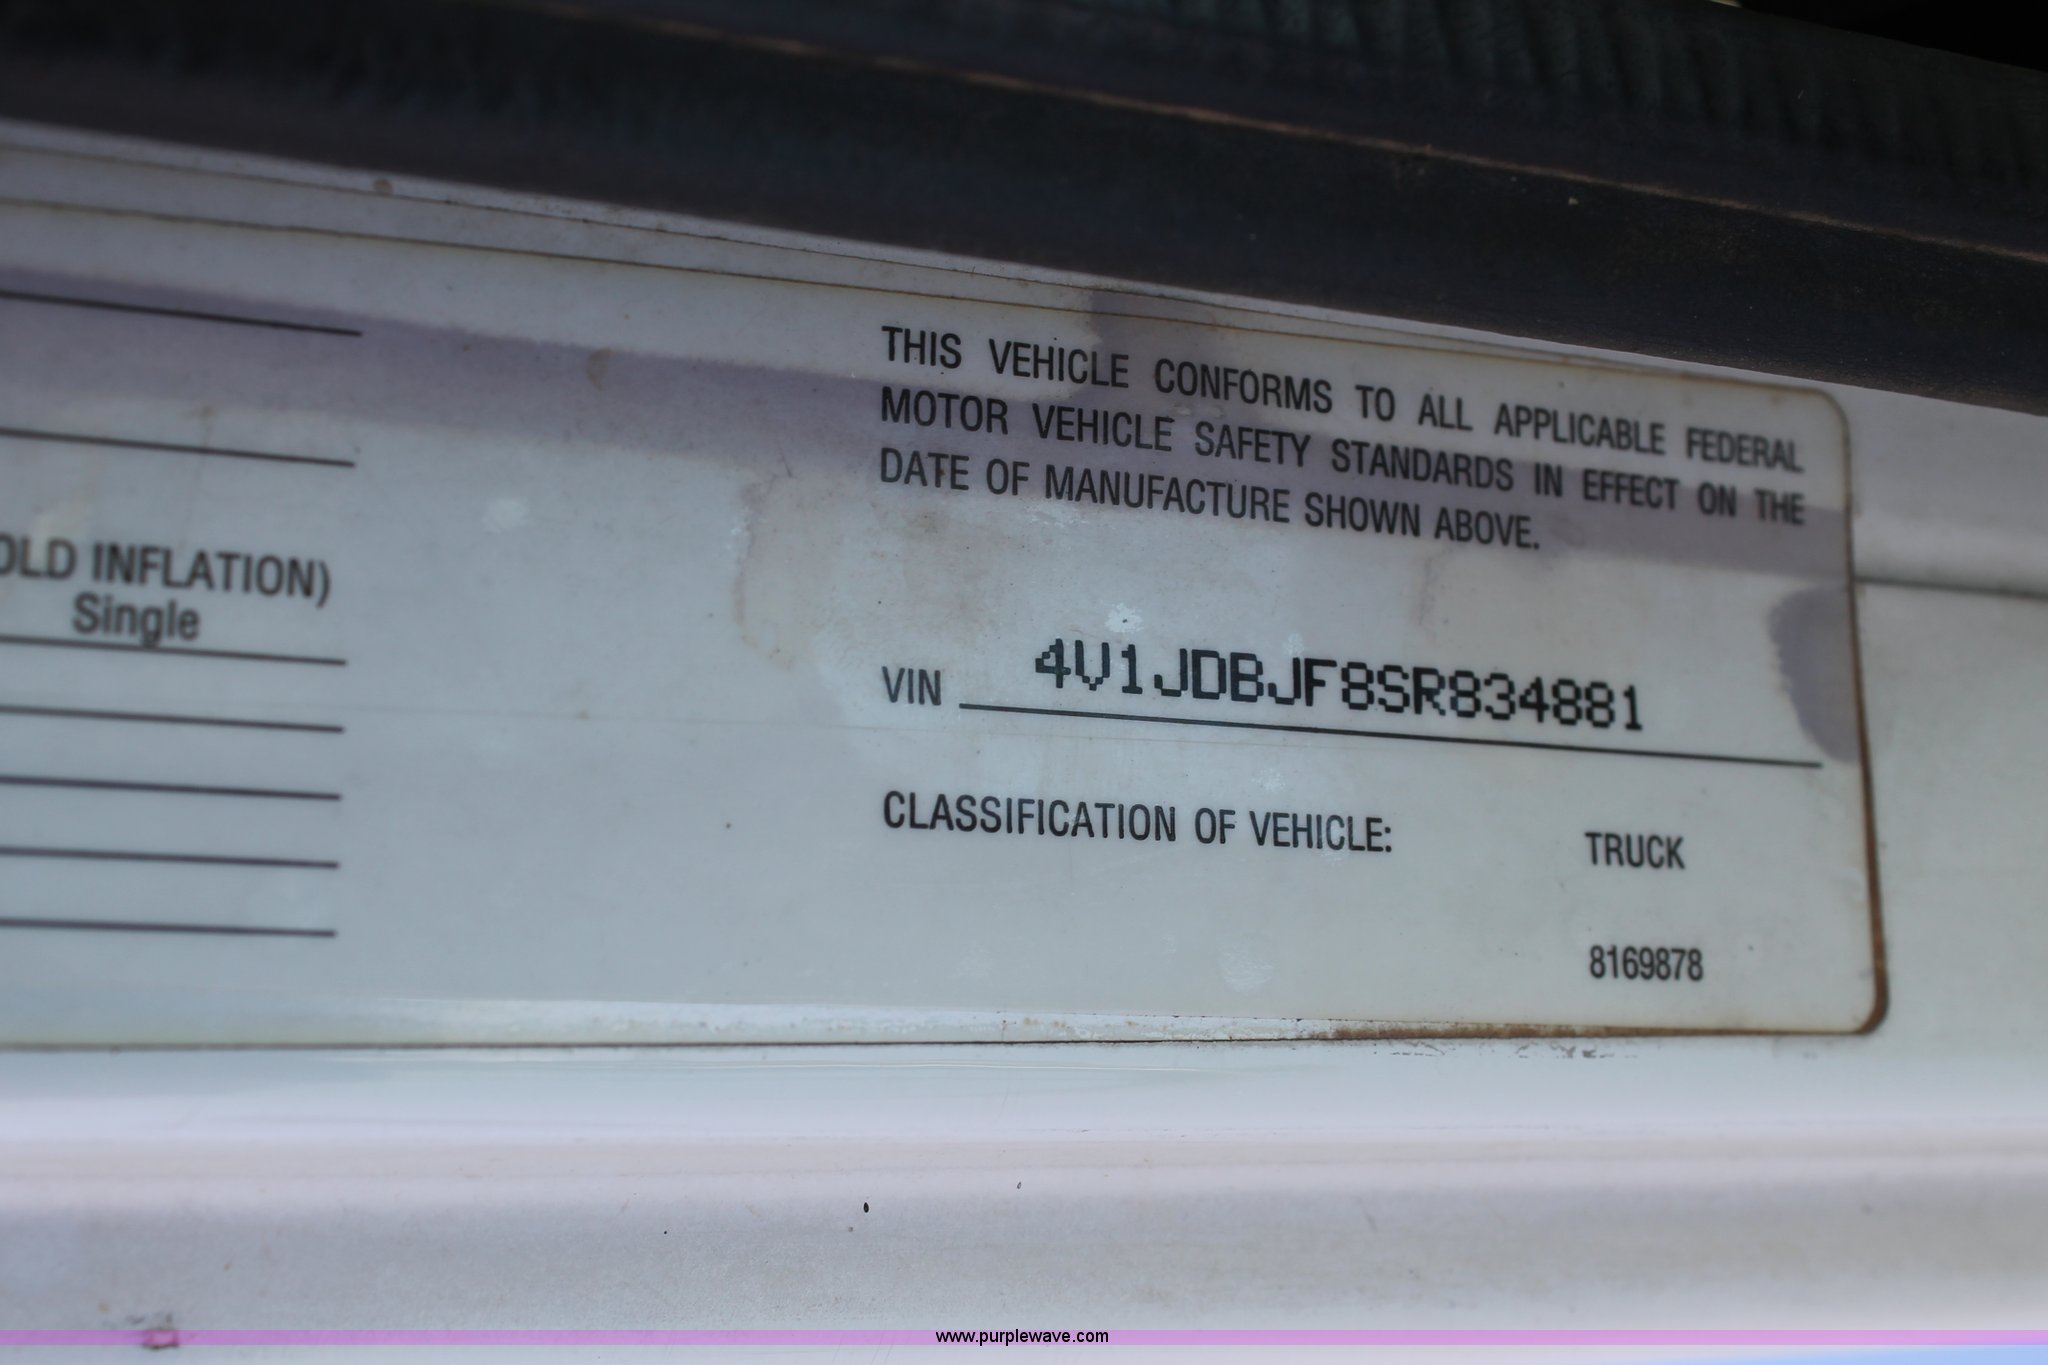 THIS VEHICLE CONFORMS TO ALL APPLICABLE FEDERAL
MOTOR VEHICLE SAFETY STANDARDS IN EFFECT ON THE
DATE OF MANUFACTURE SHOWN ABOVE.
OLD INFLATION)
Single
VIN 4V1JDBJF8SR834881
CLASSIFICATION OF VEHICLE: TRUCK
8169878
www.purplewave.com